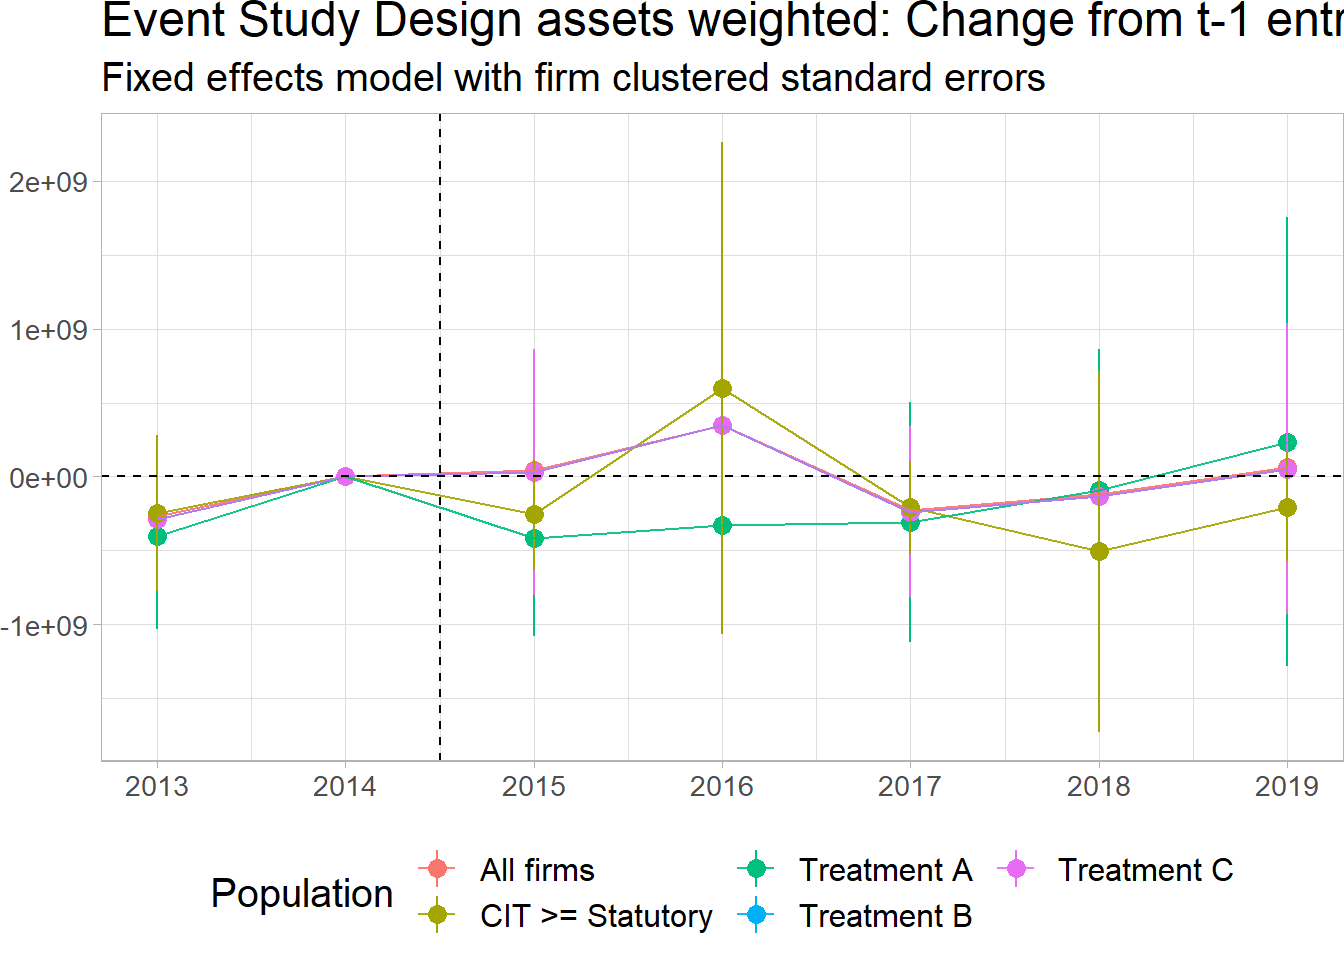 Event Study Design assets weighted: Change from t-1 entr
Fixed effects model with firm clustered standard errors
2e+09
1e+09
0e+00
-1e+09
2013 2014 2015 2016 2017 2018 2019
Population
All firms Treatment A Treatment C
CIT >= Statutory Treatment B